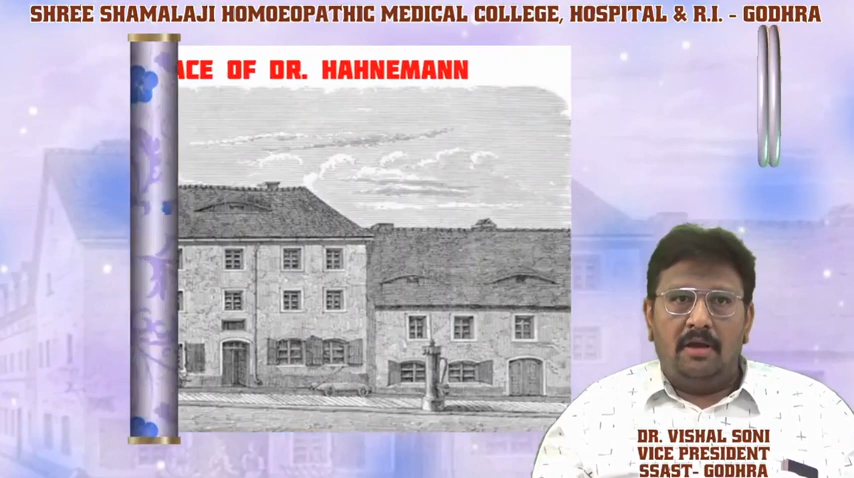 SHREE SHAMALAJI HOMOEOPATHIC MEDICAL COLLEGE, HOSPITAL & R.I. - GODHRA
ACE OF DR. HAHNEMANN
DR. VISHAL SONI
VICE PRESIDENT
SSAST- GODHRA